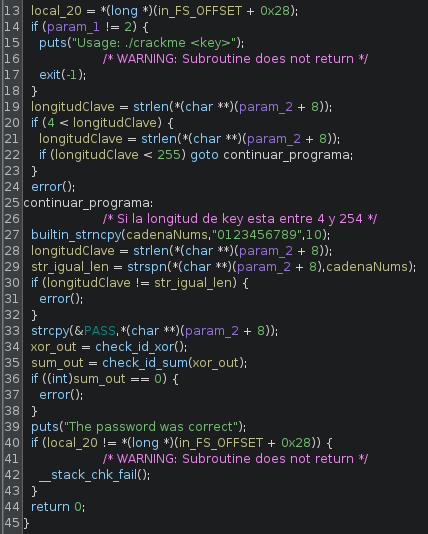 13 local_20 = *(long *)(in_FS_OFFSET + 0x28);
14 if (param_1 != 2) {
15 puts("Usage: ./crackme <key>");
16 /* WARNING: Subroutine does not return */
17 exit(-1);
18 }
19 longitudClave = strlen(*(char **)(param_2 + 8));
20 if (4 < longitudClave) {
21 longitudClave = strlen(*(char **)(param_2 + 8));
22 if (longitudClave < 255) goto continuar_programa;
23 }
24 error();
25 continuar_programa:
26 /* Si la longitud de key esta entre 4 y 254 */
27 builtin_strncpy(cadenaNums,"0123456789",10);
28 longitudClave = strlen(*(char **)(param_2 + 8));
29 str_igual_len = strspn(*(char **)(param_2 + 8),cadenaNums);
30 if (longitudClave != str_igual_len) {
31 error();
32 }
33 strcpy(&PASS,*(char **)(param_2 + 8));
34 xor_out = check_id_xor();
35 sum_out = check_id_sum(xor_out);
36 if ((int)sum_out == 0) {
37 error();
38 }
39 puts("The password was correct");
40 if (local_20 != *(long *)(in_FS_OFFSET + 0x28)) {
41 /* WARNING: Subroutine does not return */
42 __stack_chk_fail();
43 }
44 return 0;
45 }